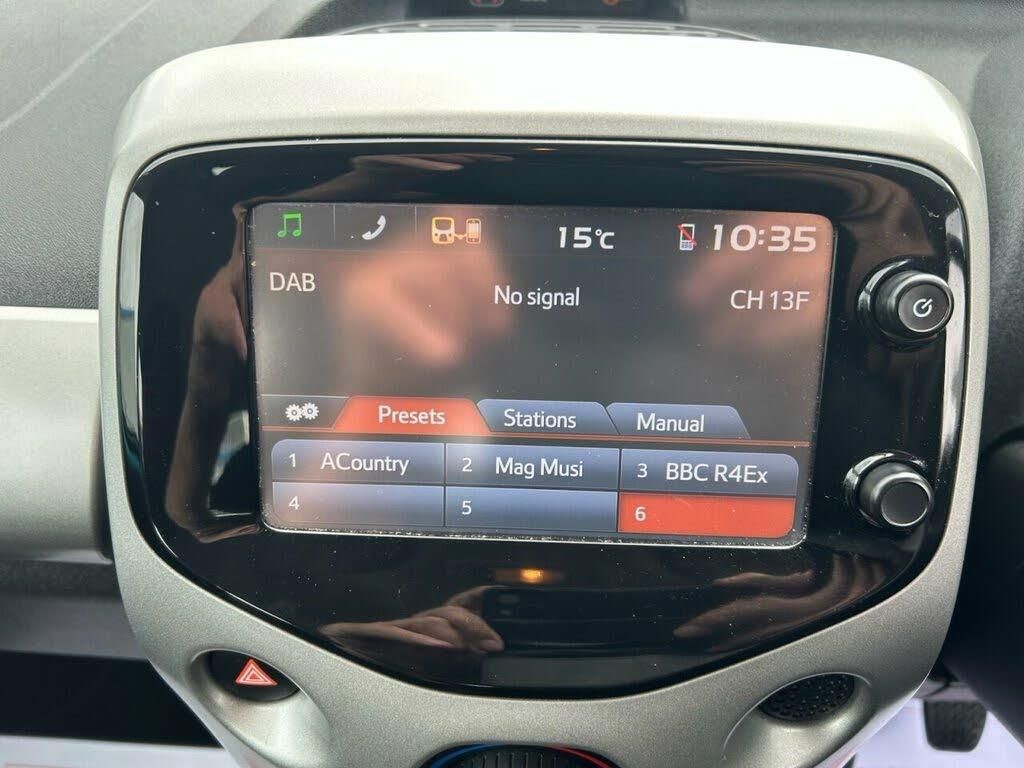 15°C 10:35
DAB No signal CH 13F
Presets Stations Manual
1 ACountry 2 Mag Musi 3 BBC R4Ex
4 5 6